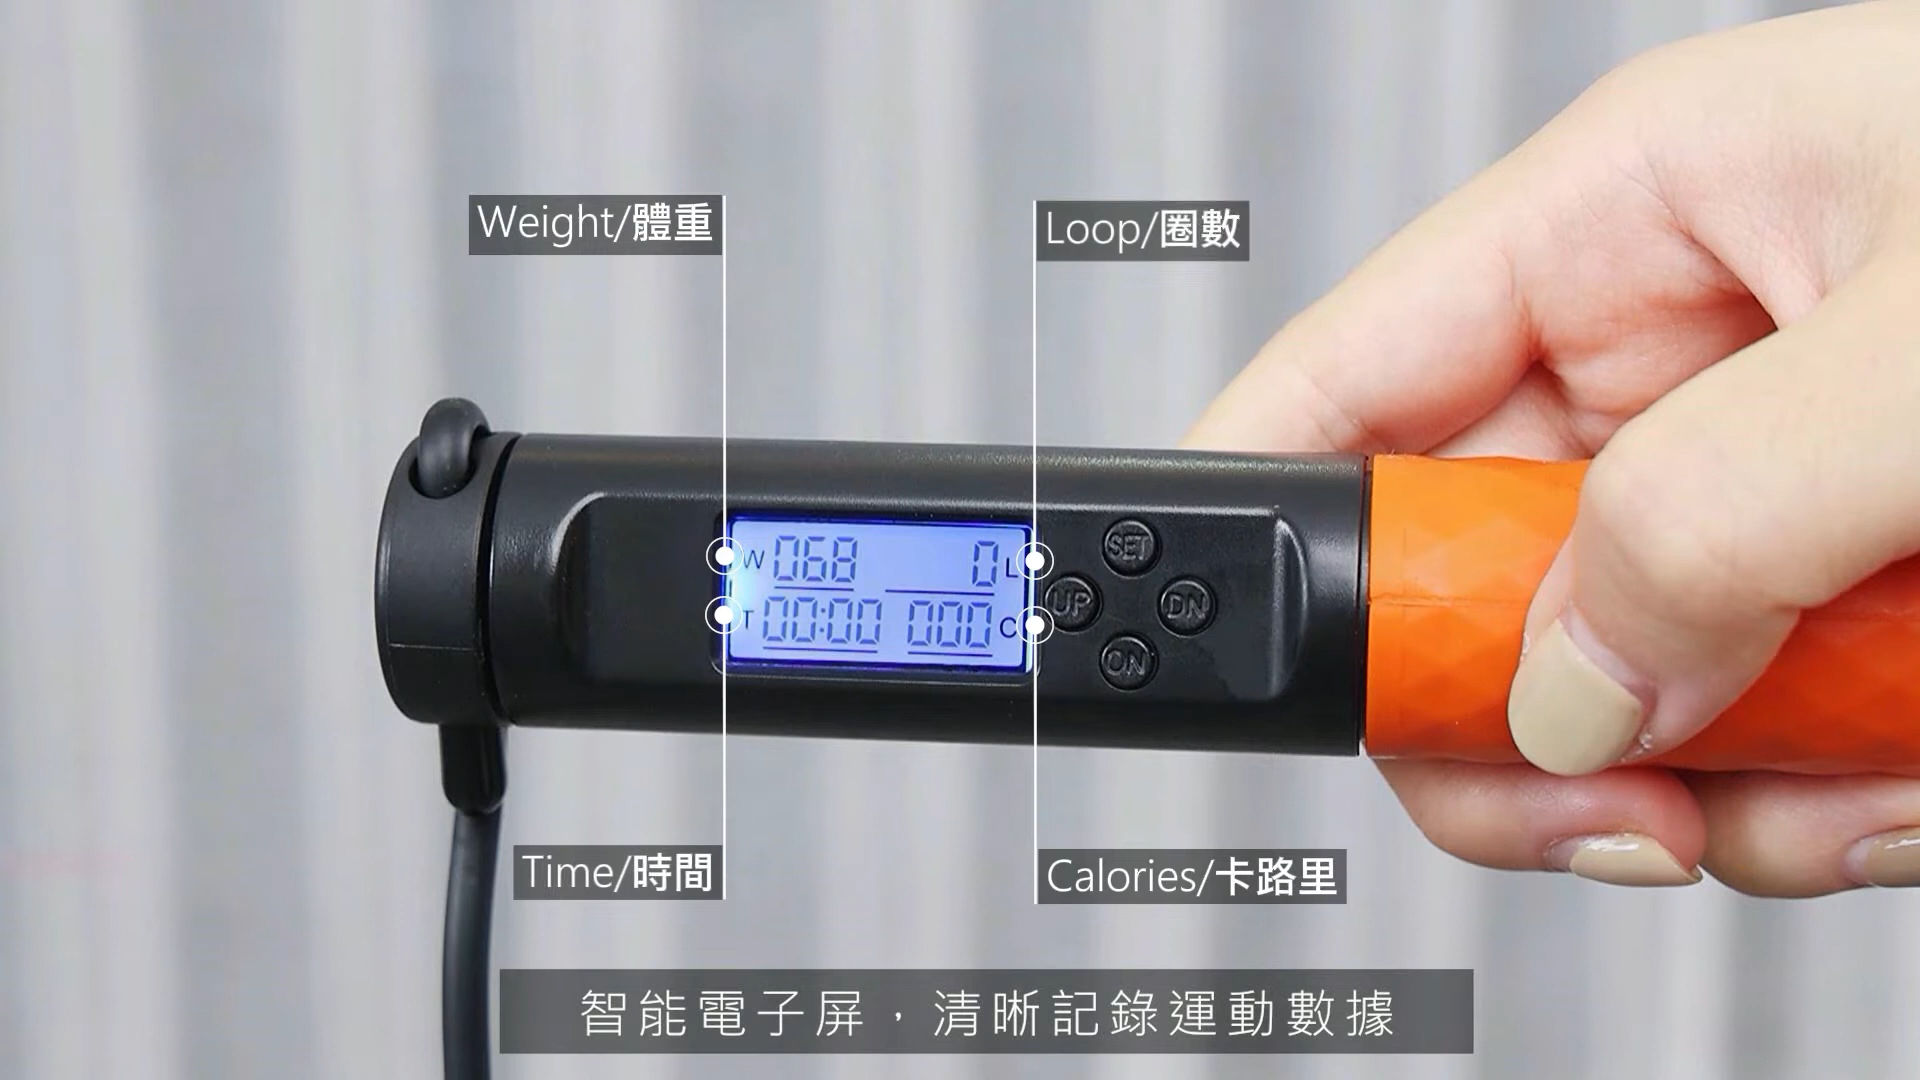 Weight/體重
Loop/圈數
W 068 0 L
T 00:00 000 C
SET
UP
DN
ON
Time/時間
Calories/卡路里
智能電子屏，清晰記錄運動數據